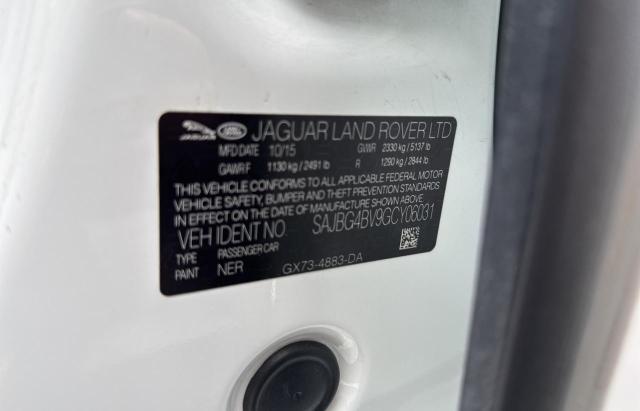 JAGUAR LAND ROVER LTD
MFD DATE 10/15 GVWR 2330 kg / 5137 lb
GAWR F 1130 kg / 2491 lb R 1290 kg / 2844 lb
THIS VEHICLE CONFORMS TO ALL APPLICABLE FEDERAL MOTOR
VEHICLE SAFETY, BUMPER AND THEFT PREVENTION STANDARDS
IN EFFECT ON THE DATE OF MANUFACTURE SHOWN ABOVE.
VEH IDENT NO. SAJBG4BV9GCY06031
TYPE PASSENGER CAR
PAINT NER GX73-4883-DA